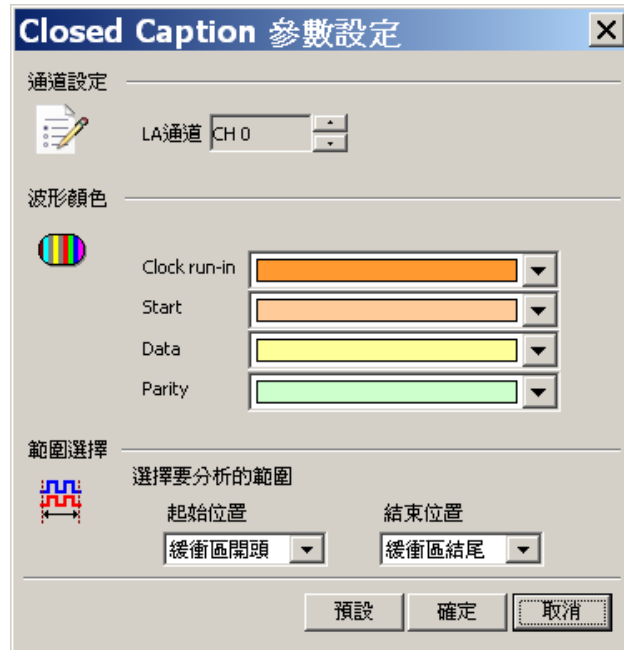 Closed Caption 參數設定
通道設定
LA通道 CH 0
波形顏色
Clock run-in
Start
Data
Parity
範圍選擇
選擇要分析的範圍
起始位置 結束位置
緩衝區開頭 緩衝區結尾
預設 確定 取消